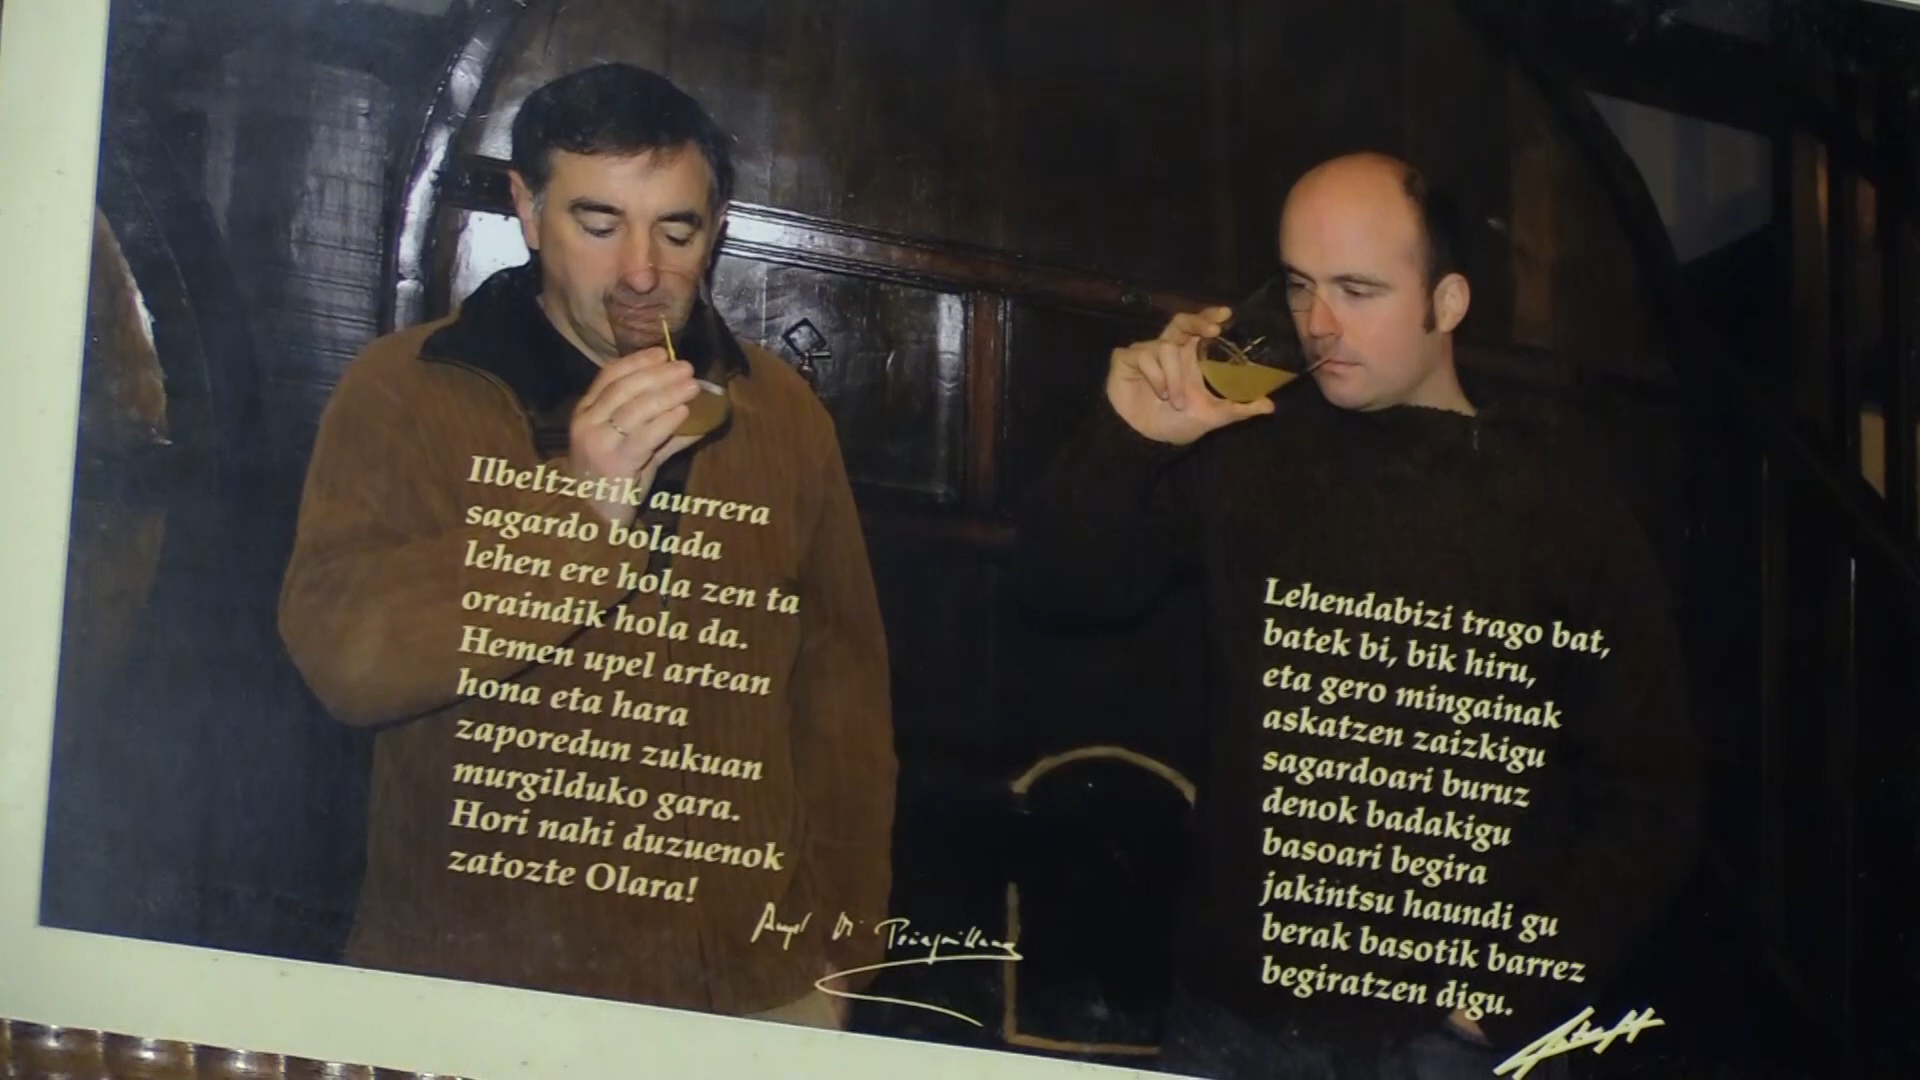 Ilbeltzetik aurrera
sagardo bolada
lehen ere hola zen ta
oraindik hola da.
Hemen upel artean
hona eta hara
zaporedun zukuan
murgilduko gara.
Hori nahi duzuenok
zatozte Olara!
Lehendabizi trago bat,
batek bi, bik hiru,
eta gero mingainak
askatzen zaizkigu
sagardoari buruz
denok badakigu
basoari begira
jakintsu haundi gu
berak basotik barrez
begiratzen digu.